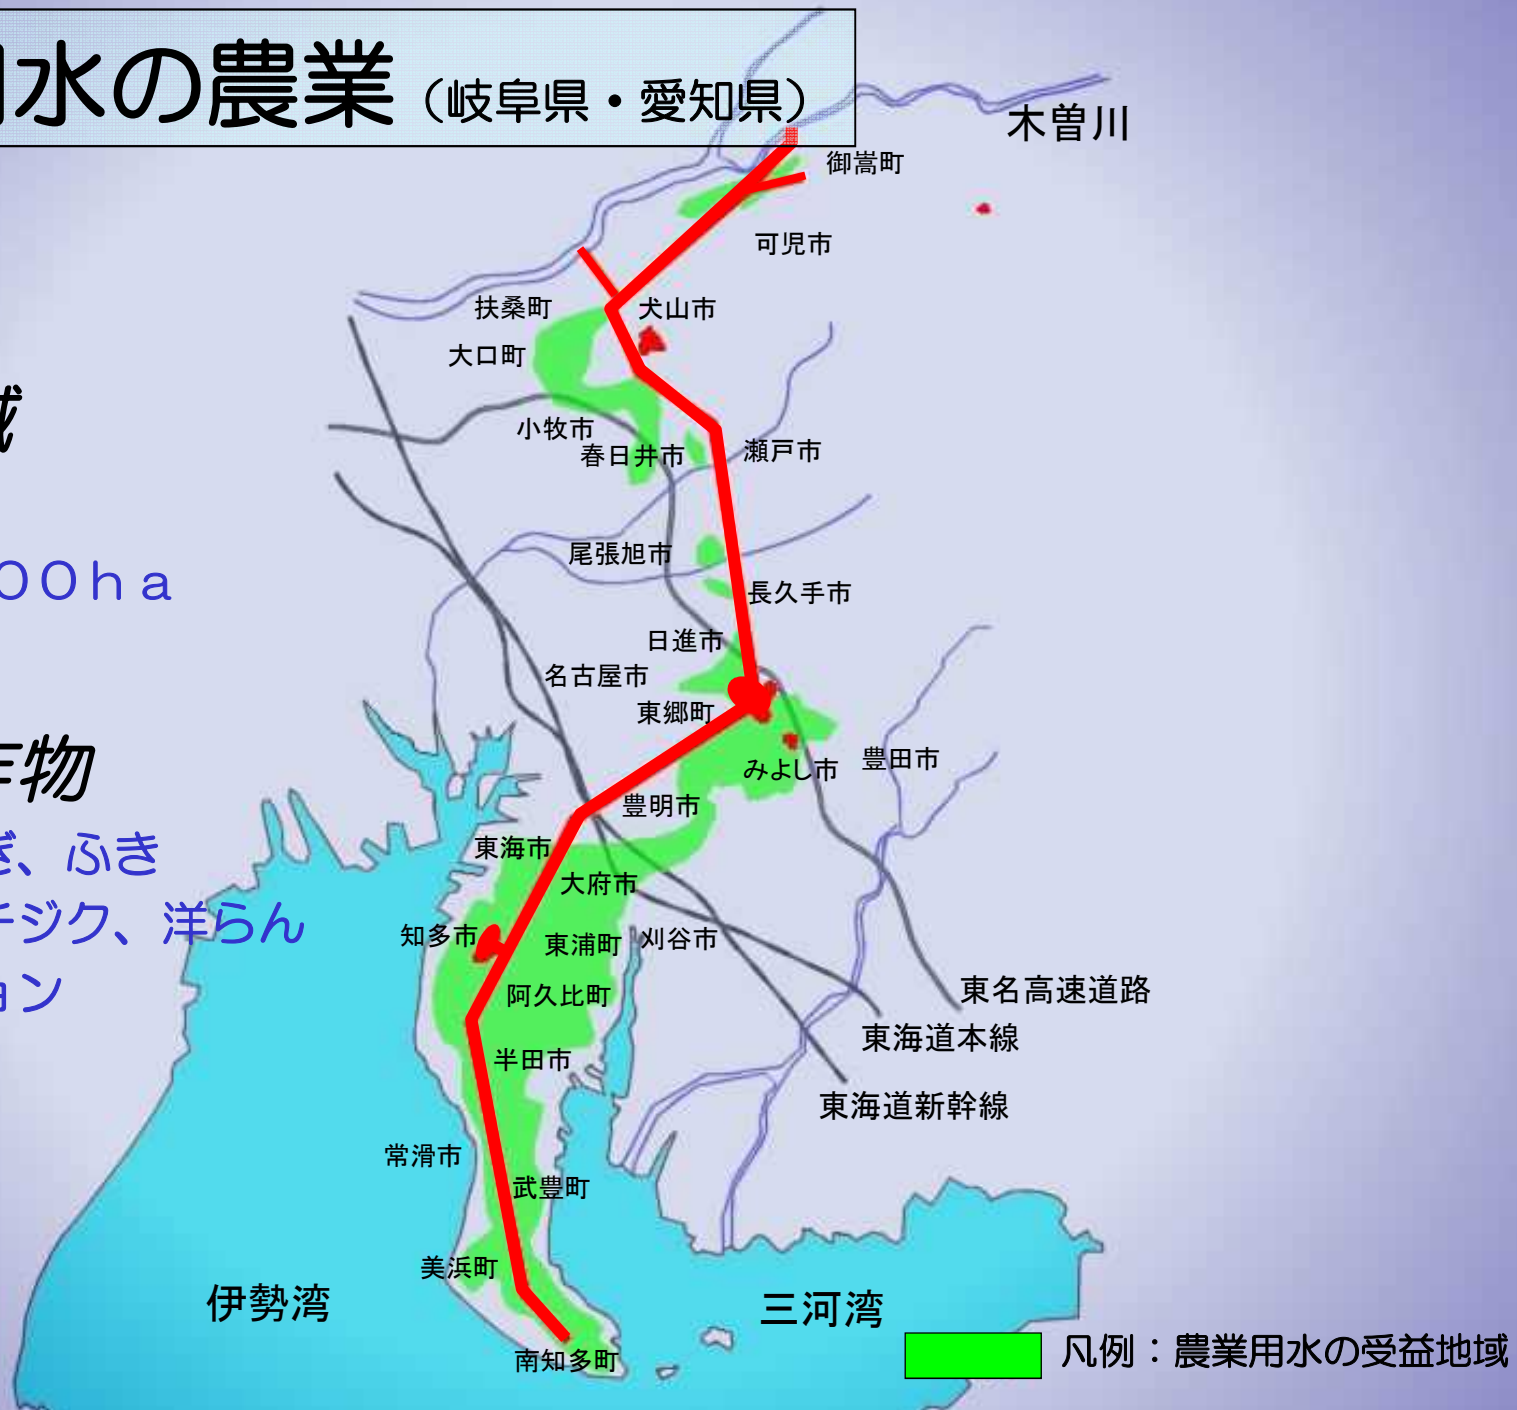 水の農業(岐阜県・愛知県)
木曽川
御嵩町
可児市
扶桑町
犬山市
大口町
域
小牧市
春日井市
瀬戸市
尾張旭市
00ha
長久手市
日進市
名古屋市
東郷町
物
みよし市
豊田市
豊明市
東海市
、ふき
大府市
ジク、洋らん
知多市
東浦町
刈谷市
阿久比町
ョン
東名高速道路
東海道本線
半田市
東海道新幹線
常滑市
武豊町
美浜町
伊勢湾
三河湾
南知多町
凡例:農業用水の受益地域